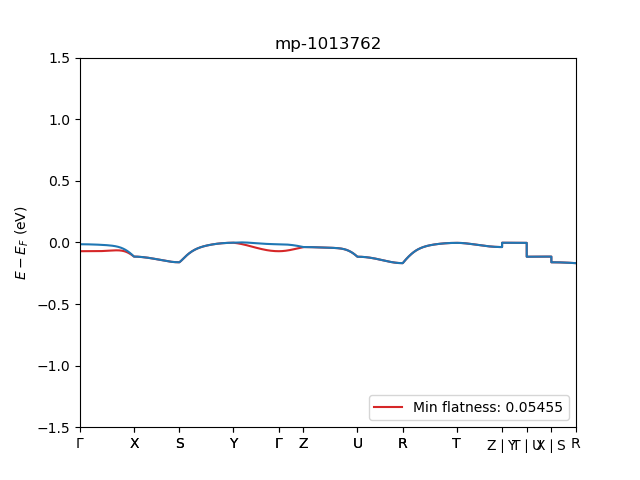 mp-1013762
1.5
1.0
0.5
0.0
−0.5
−1.0
−1.5
E − E_F (eV)
Min flatness: 0.05455
Γ X S Y Γ Z U R T Z | Y T | U X | S R